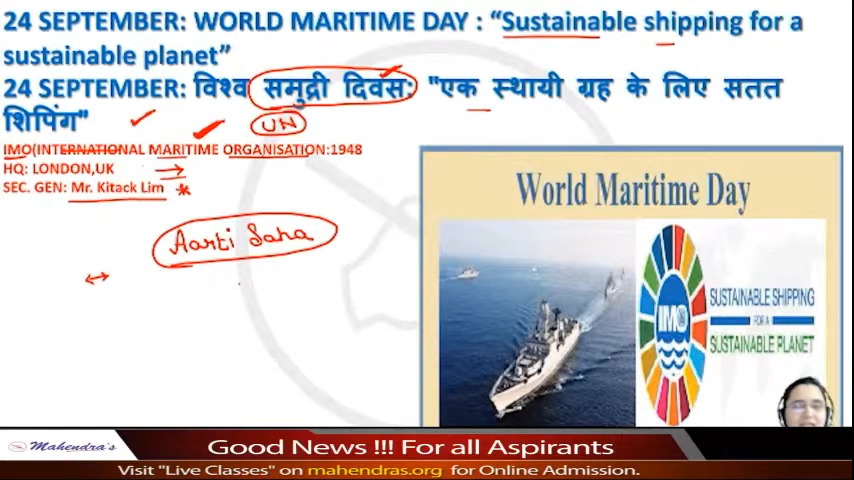 24 SEPTEMBER: WORLD MARITIME DAY : “Sustainable shipping for a
sustainable planet”
24 SEPTEMBER: विश्व समुद्री दिवस: "एक स्थायी ग्रह के लिए सतत
शिपिंग"
UN
IMO(INTERNATIONAL MARITIME ORGANISATION:1948
HQ: LONDON,UK
SEC. GEN: Mr. Kitack Lim
Aarti Saha
World Maritime Day
IMO
SUSTAINABLE SHIPPING
FOR A
SUSTAINABLE PLANET
Mahendra's
Good News !!! For all Aspirants
Visit "Live Classes" on mahendras.org for Online Admission.